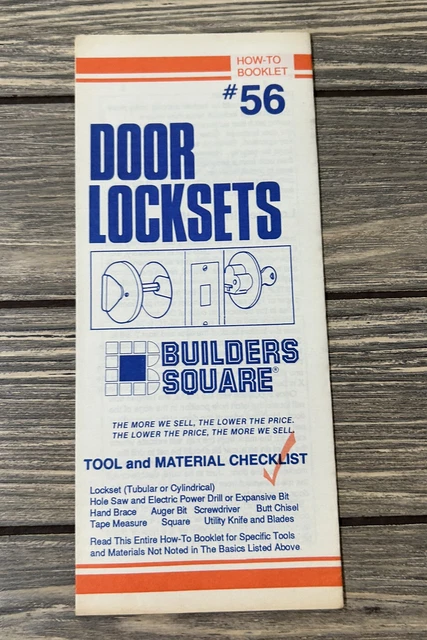 HOW-TO
BOOKLET
#56
DOOR
LOCKSETS
BUILDERS
SQUARE®
THE MORE WE SELL, THE LOWER THE PRICE.
THE LOWER THE PRICE, THE MORE WE SELL.
TOOL and MATERIAL CHECKLIST
Lockset (Tubular or Cylindrical)
Hole Saw and Electric Power Drill or Expansive Bit
Hand Brace Auger Bit Screwdriver Butt Chisel
Tape Measure Square Utility Knife and Blades
Read This Entire How-To Booklet for Specific Tools
and Materials Not Noted in The Basics Listed Above